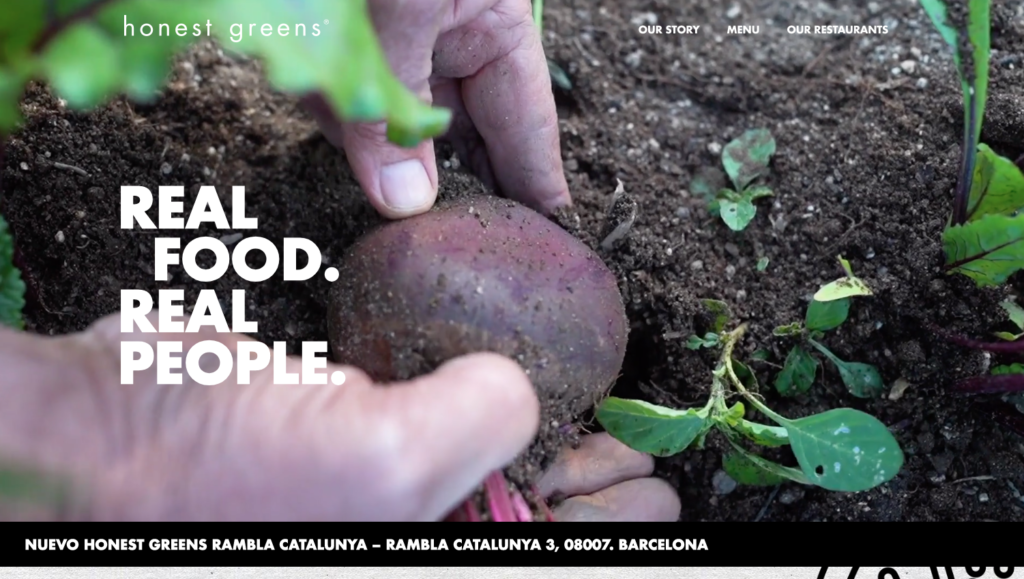 honest greens®
OUR STORY
MENU
OUR RESTAURANTS
REAL
FOOD.
REAL
PEOPLE.
NUEVO HONEST GREENS RAMBLA CATALUNYA – RAMBLA CATALUNYA 3, 08007. BARCELONA